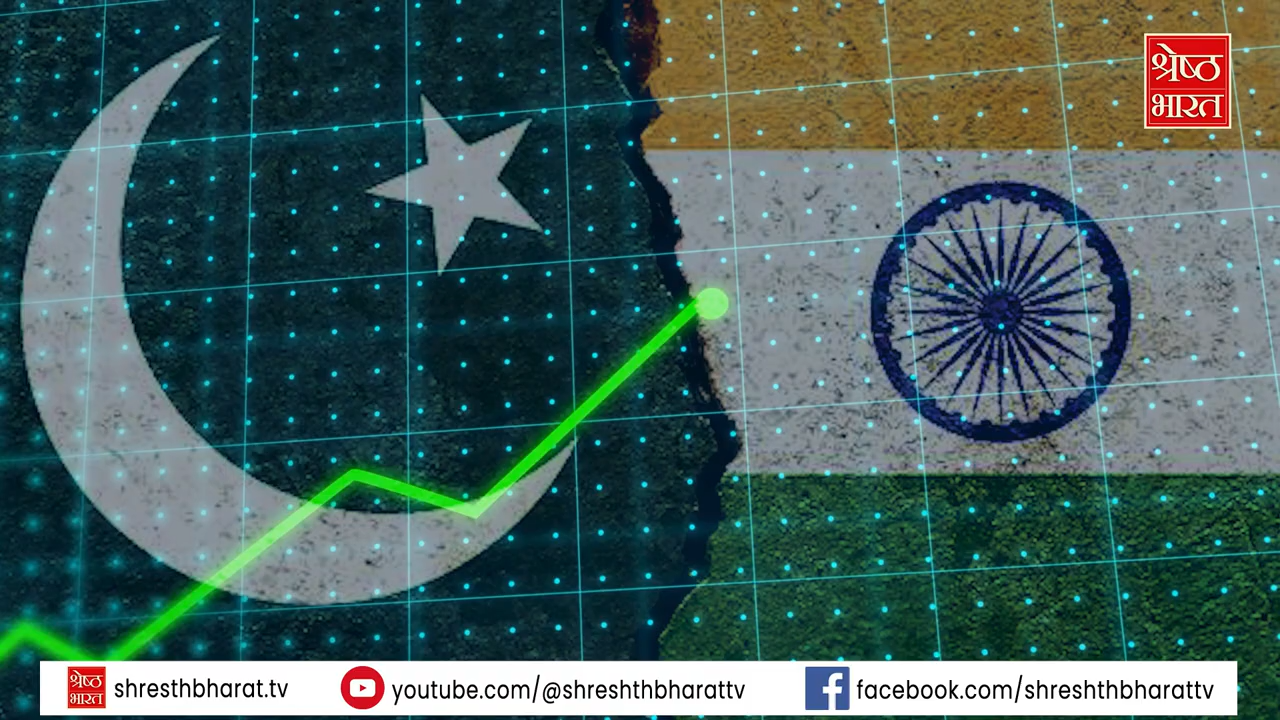 श्रेष्ठ
भारत
श्रेष्ठ
भारत
shresthbharat.tv
youtube.com/@shreshthbharattv
facebook.com/shreshthbharattv